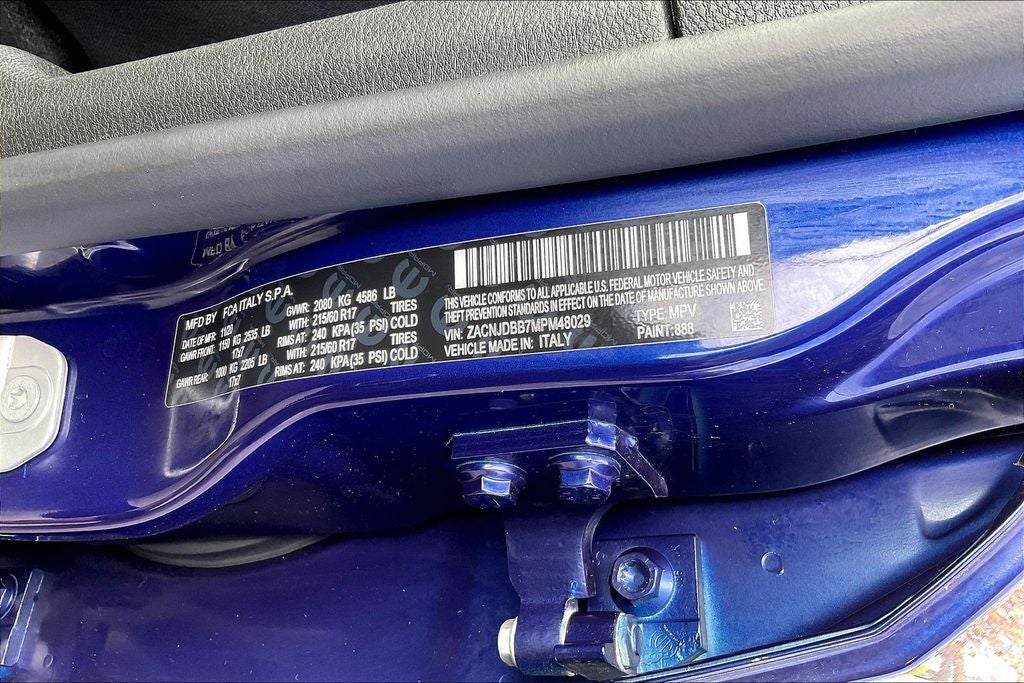 MFD BY FCA ITALY S.P.A.
DATE OF MFR: 1120 GVWR: 2080 KG 4586 LB
GAWR FRONT: 1150 KG 2535 LB WITH: 215/60 R17 TIRES
17x7 RIMS AT: 240 KPA(35 PSI) COLD
GAWR REAR: 1000 KG 2205 LB WITH: 215/60 R17 TIRES
17x7 RIMS AT: 240 KPA(35 PSI) COLD
THIS VEHICLE CONFORMS TO ALL APPLICABLE U.S. FEDERAL MOTOR VEHICLE SAFETY AND
THEFT PREVENTION STANDARDS IN EFFECT ON THE DATE OF MANUFACTURE SHOWN ABOVE.
VIN: ZACNJDBB7MPM48029 TYPE: MPV
VEHICLE MADE IN: ITALY PAINT: 888